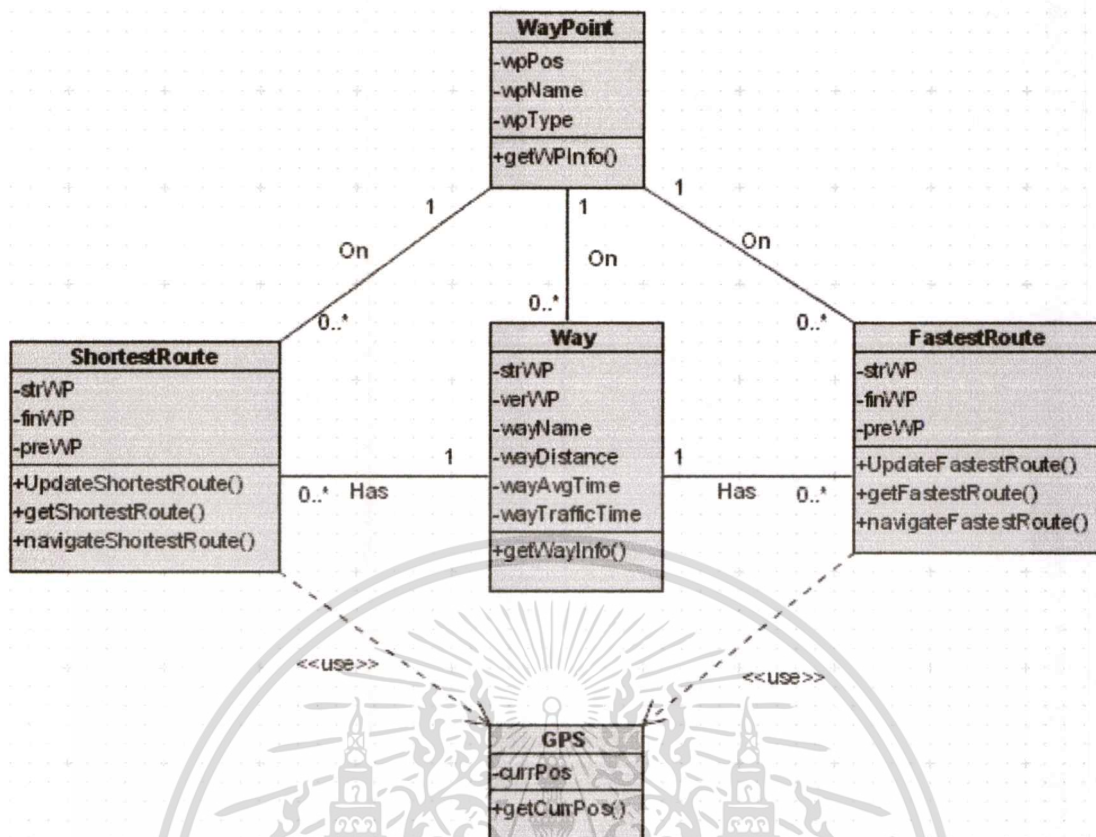 WayPoint
-wpPos
-wpName
-wpType
+getWPInfo()
1
1
1
On
On
On
0..*
0..*
0..*
ShortestRoute
-strWP
-finWP
-preWP
+UpdateShortestRoute()
+getShortestRoute()
+navigateShortestRoute()
Way
-strWP
-verWP
-wayName
-wayDistance
-wayAvgTime
-wayTrafficTime
+getWayInfo()
FastestRoute
-strWP
-finWP
-preWP
+UpdateFastestRoute()
+getFastestRoute()
+navigateFastestRoute()
0..* Has 1
1 Has 0..*
<<use>>
<<use>>
GPS
-currPos
+getCurrPos()